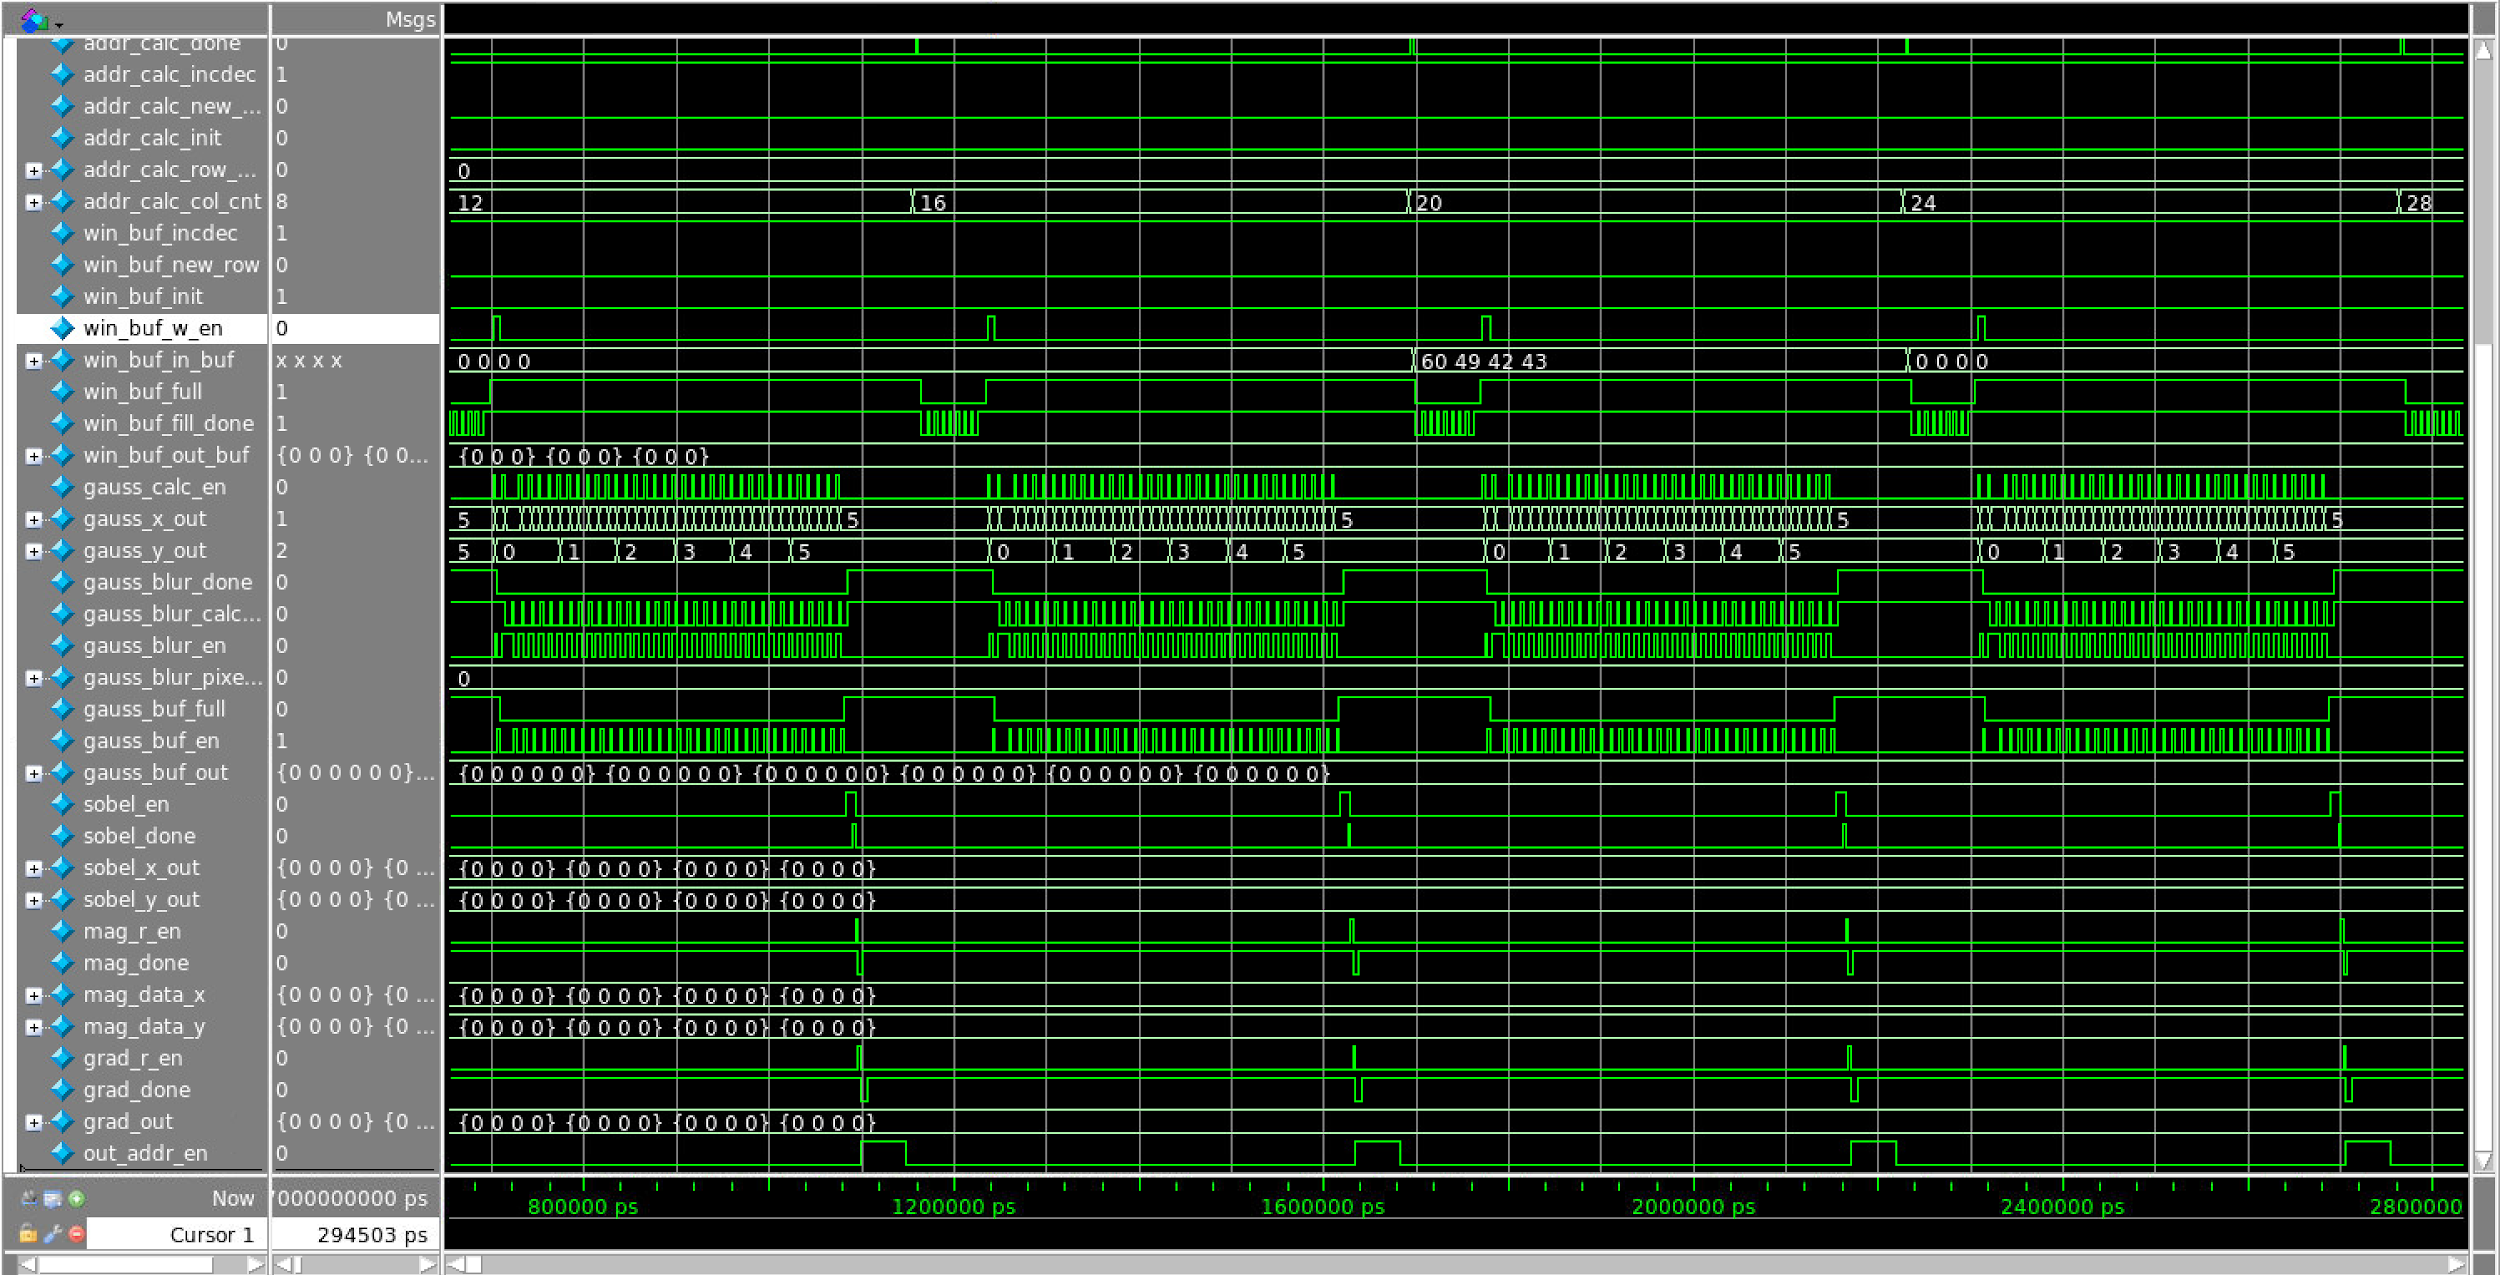 Msgs
addr_calc_done 0
addr_calc_incdec 1
addr_calc_new_... 0
addr_calc_init 0
addr_calc_row_... 0 0
addr_calc_col_cnt 8 12 16 20 24 28
win_buf_incdec 1
win_buf_new_row 0
win_buf_init 1
win_buf_w_en 0
win_buf_in_buf x x x x 0 0 0 0 60 49 42 43 0 0 0 0
win_buf_full 1
win_buf_fill_done 1
win_buf_out_buf {0 0 0} {0 0... {0 0 0} {0 0 0} {0 0 0}
gauss_calc_en 0
gauss_x_out 1 5 5 5 5 5
gauss_y_out 2 5 0 1 2 3 4 5 0 1 2 3 4 5 0 1 2 3 4 5 0 1 2 3 4 5
gauss_blur_done 0
gauss_blur_calc... 0
gauss_blur_en 0
gauss_blur_pixe... 0 0
gauss_buf_full 0
gauss_buf_en 1
gauss_buf_out {0 0 0 0 0 0}... {0 0 0 0 0 0} {0 0 0 0 0 0} {0 0 0 0 0 0} {0 0 0 0 0 0} {0 0 0 0 0 0} {0 0 0 0 0 0}
sobel_en 0
sobel_done 0
sobel_x_out {0 0 0 0} {0 ... {0 0 0 0} {0 0 0 0} {0 0 0 0} {0 0 0 0}
sobel_y_out {0 0 0 0} {0 ... {0 0 0 0} {0 0 0 0} {0 0 0 0} {0 0 0 0}
mag_r_en 0
mag_done 0
mag_data_x {0 0 0 0} {0 ... {0 0 0 0} {0 0 0 0} {0 0 0 0} {0 0 0 0}
mag_data_y {0 0 0 0} {0 ... {0 0 0 0} {0 0 0 0} {0 0 0 0} {0 0 0 0}
grad_r_en 0
grad_done 0
grad_out {0 0 0 0} {0 ... {0 0 0 0} {0 0 0 0} {0 0 0 0} {0 0 0 0}
out_addr_en 0
Now 000000000 ps 800000 ps 1200000 ps 1600000 ps 2000000 ps 2400000 ps 2800000
Cursor 1 294503 ps